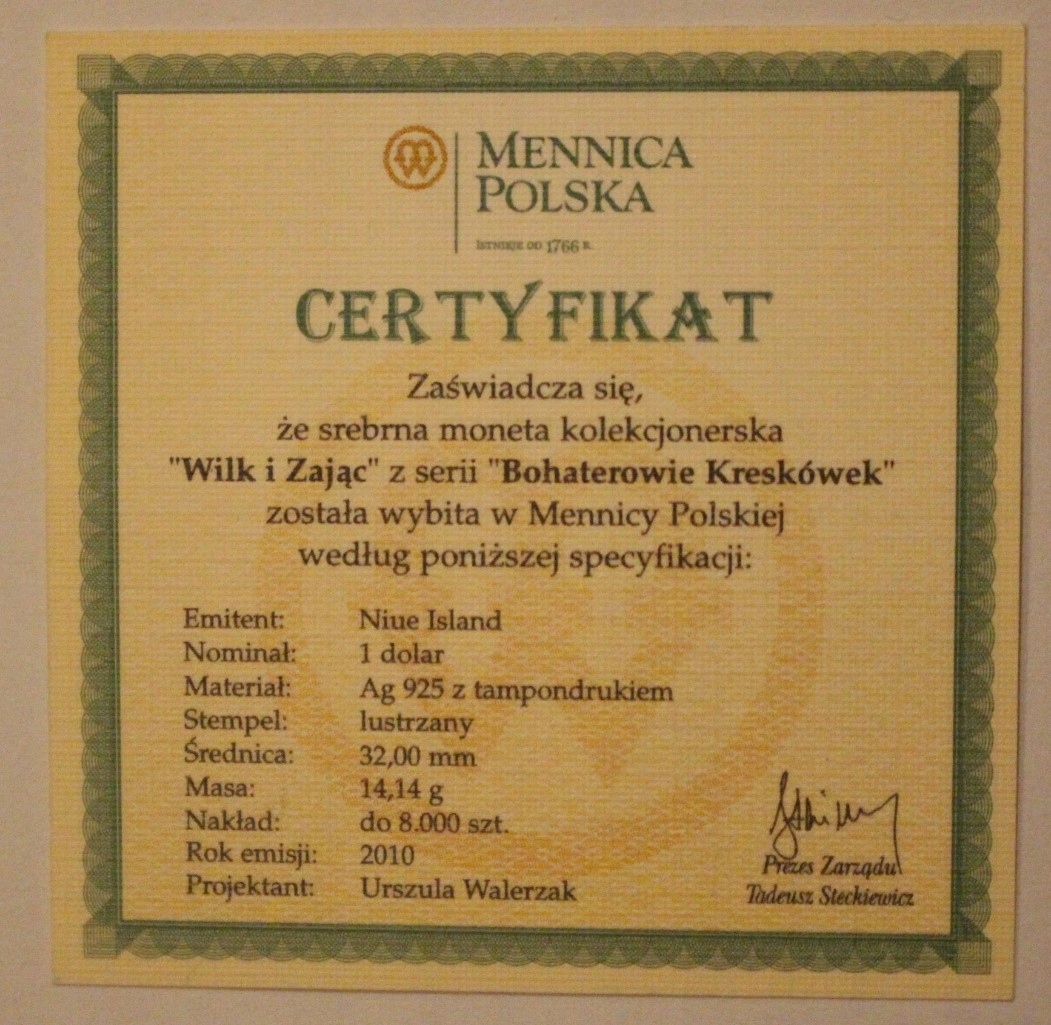 MENNICA
POLSKA
ISTNIEJE OD 1766 R.
CERTYFIKAT
Zaświadcza się,
że srebrna moneta kolekcjonerska
"Wilk i Zając" z serii "Bohaterowie Kreskówek"
została wybita w Mennicy Polskiej
według poniższej specyfikacji:
Emitent: Niue Island
Nominał: 1 dolar
Materiał: Ag 925 z tampondrukiem
Stempel: lustrzany
Średnica: 32,00 mm
Masa: 14,14 g
Nakład: do 8.000 szt.
Rok emisji: 2010
Projektant: Urszula Walerzak
Prezes Zarządu
Tadeusz Steckiewicz